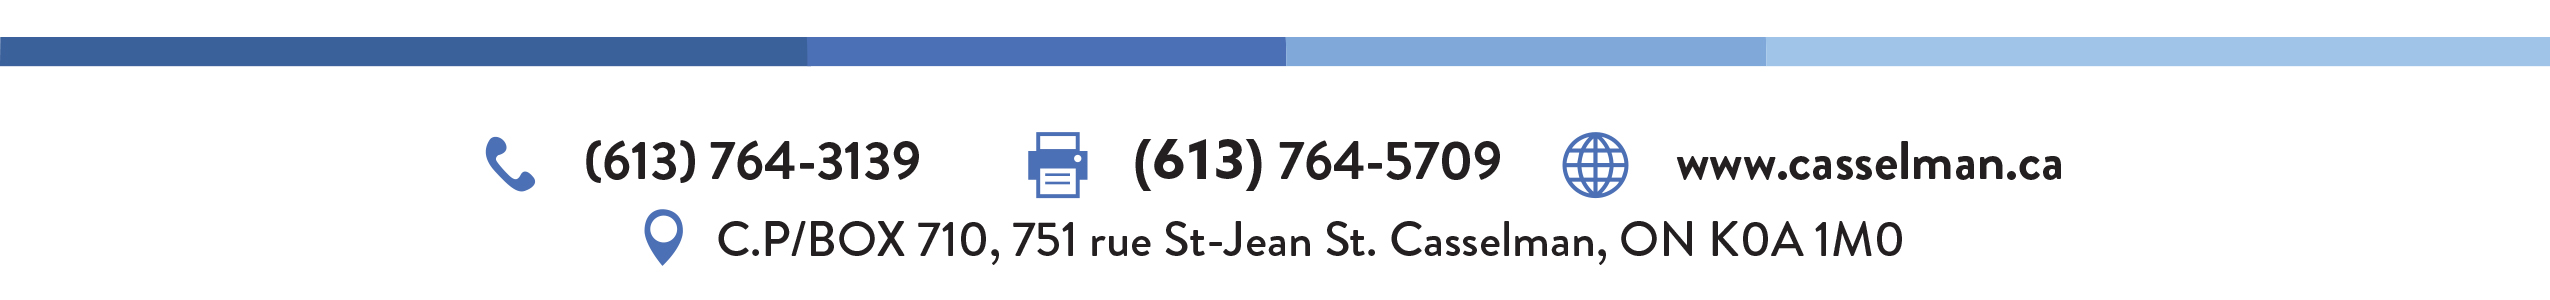 (613) 764-3139 (613) 764-5709 www.casselman.ca
C.P/BOX 710, 751 rue St-Jean St. Casselman, ON K0A 1M0